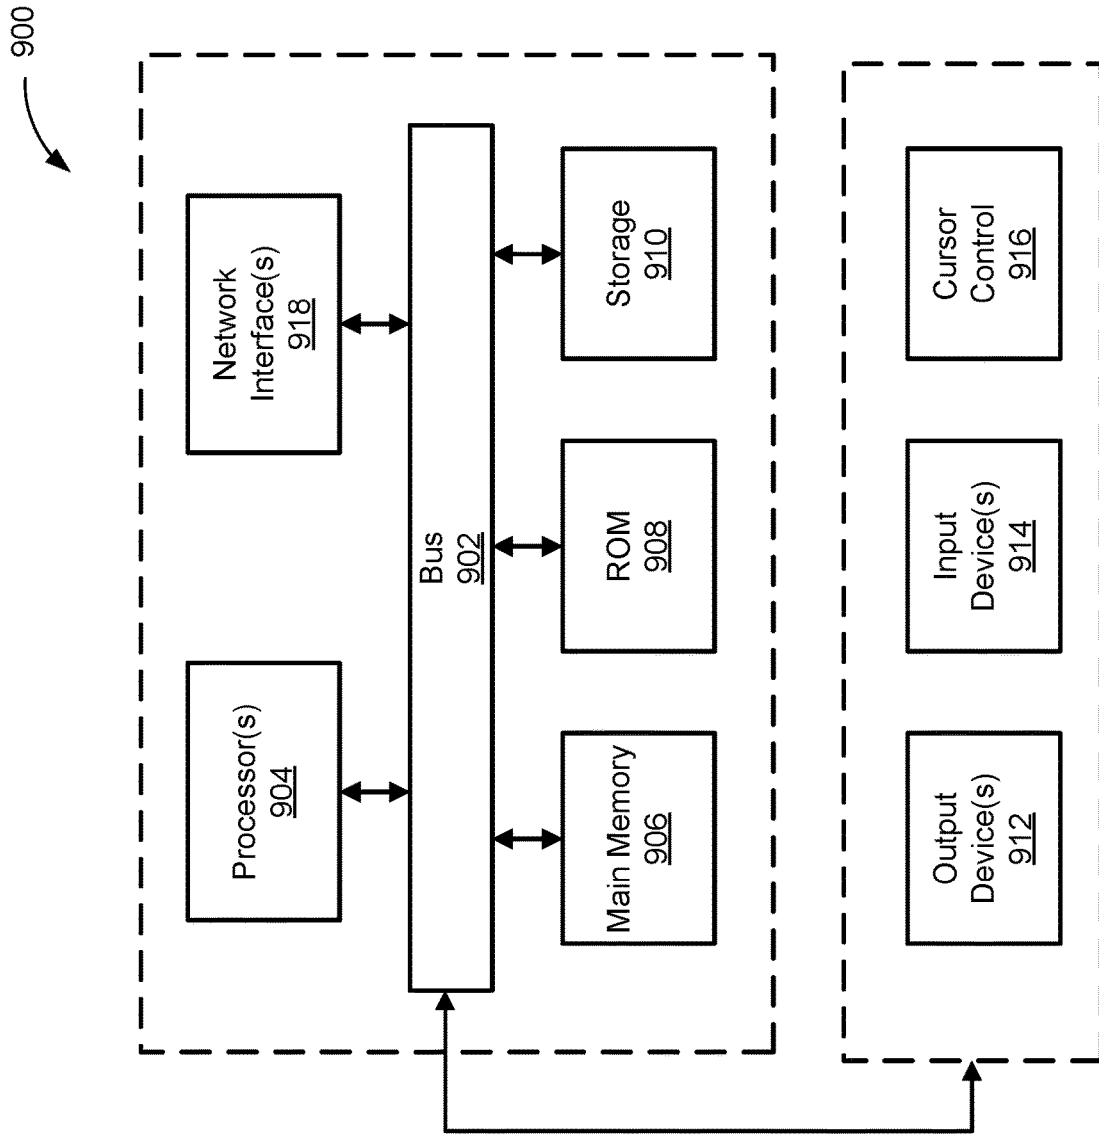 900
Processor(s)
904
Network
Interface(s)
918
Bus
902
Main Memory
906
ROM
908
Storage
910
Output
Device(s)
912
Input
Device(s)
914
Cursor
Control
916